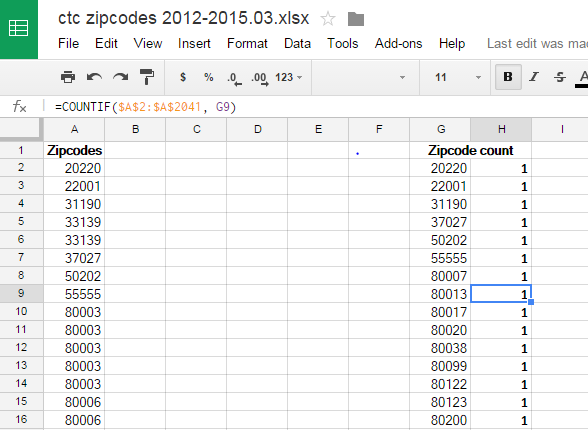 ctc zipcodes 2012-2015.03.xlsx
File Edit View Insert Format Data Tools Add-ons Help Last edit was mad
$ % .0 .00 123 11 B I S A
fx =COUNTIF($A$2:$A$2041, G9)
A B C D E F G H I
1 Zipcodes . Zipcode count
2 20220 20220 1
3 22001 22001 1
4 31190 31190 1
5 33139 37027 1
6 33139 50202 1
7 37027 55555 1
8 50202 80007 1
9 55555 80013 1
10 80003 80017 1
11 80003 80020 1
12 80003 80038 1
13 80003 80099 1
14 80003 80122 1
15 80006 80123 1
16 80006 80200 1